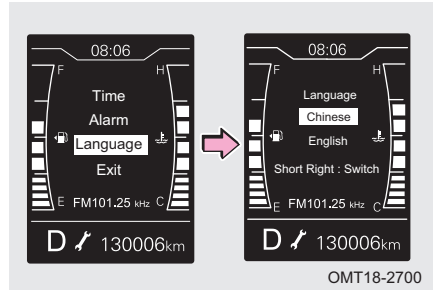 08:06
F H
Time
Alarm
Language
Exit
E FM101.25 kHz C
D 130006km
08:06
F H
Language
Chinese
English
Short Right : Switch
E FM101.25 kHz C
D 130006km
OMT18-2700